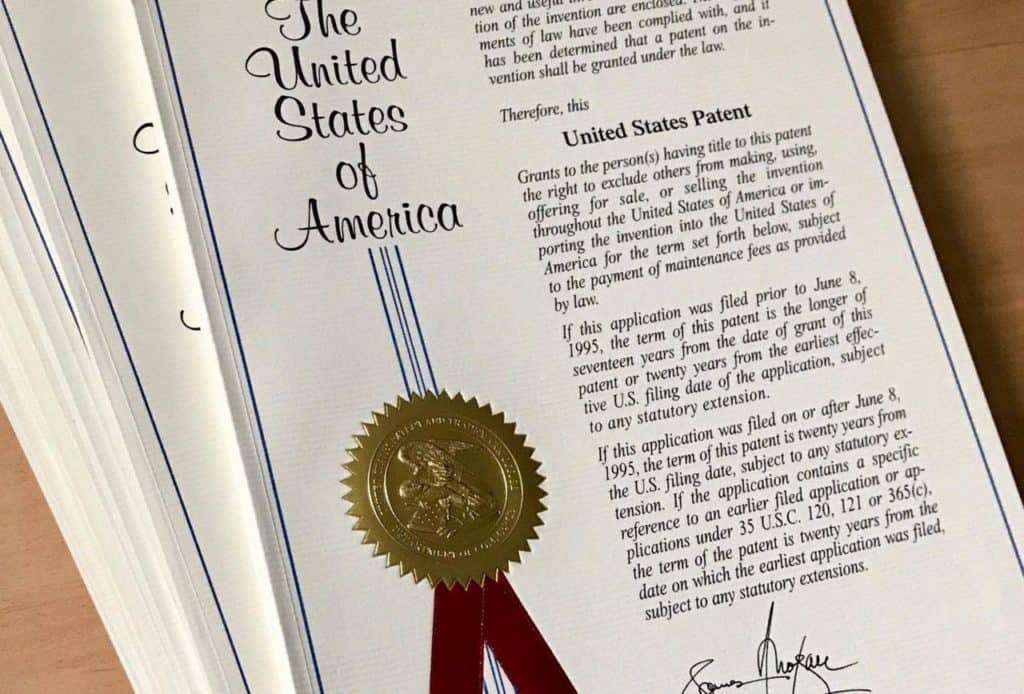 The
United
States
of
America
new and useful
tion of the invention are enclosed.
ments of law have been complied with, and it
has been determined that a patent on the in-
vention shall be granted under the law.
Therefore, this
United States Patent
Grants to the person(s) having title to this patent
the right to exclude others from making, using,
offering for sale, or selling the invention
throughout the United States of America or im-
porting the invention into the United States of
America for the term set forth below, subject
to the payment of maintenance fees as provided
by law.
If this application was filed prior to June 8,
1995, the term of this patent is the longer of
seventeen years from the date of grant of this
patent or twenty years from the earliest effec-
tive U.S. filing date of the application, subject
to any statutory extension.
If this application was filed on or after June 8,
1995, the term of this patent is twenty years from
the U.S. filing date, subject to any statutory ex-
tension. If the application contains a specific
reference to an earlier filed application or ap-
plications under 35 U.S.C. 120, 121 or 365(c),
the term of the patent is twenty years from the
date on which the earliest application was filed,
subject to any statutory extensions.